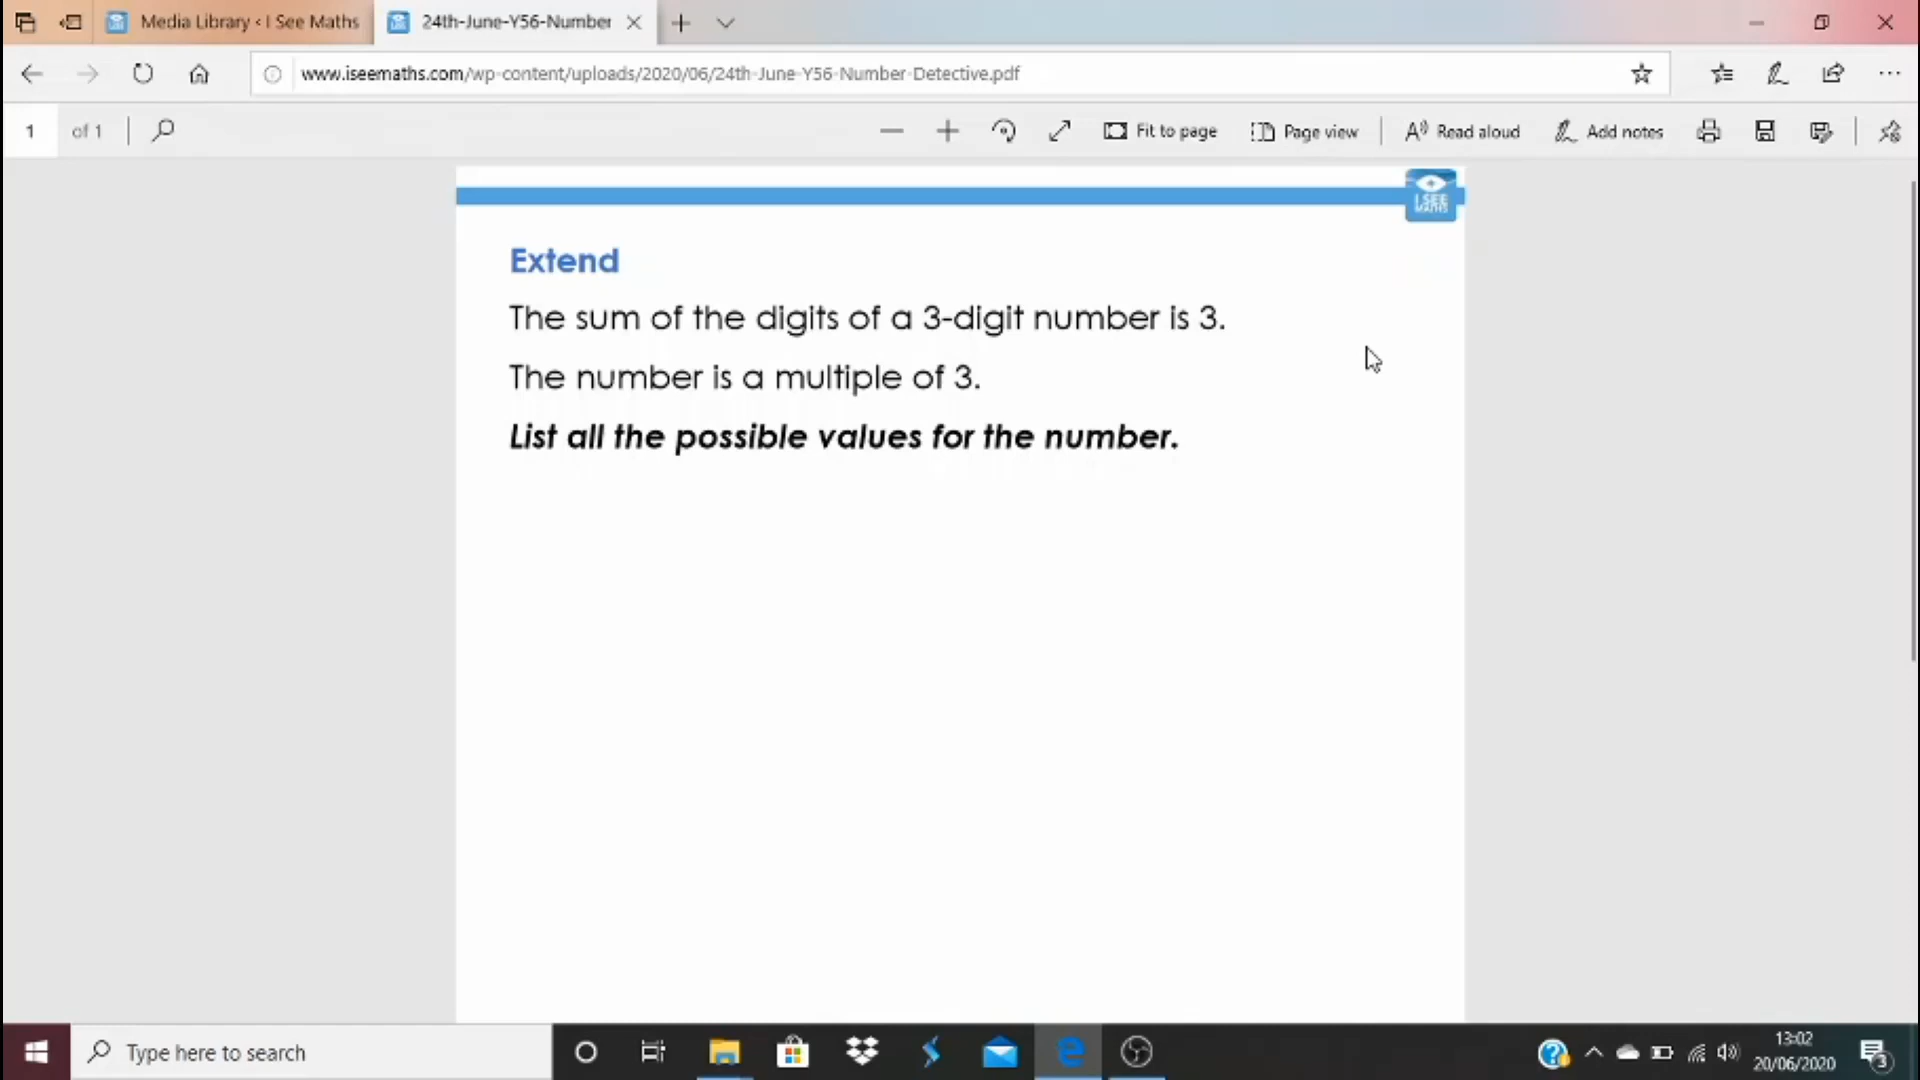 Media Library ‹ I See Maths
24th-June-Y56-Number
www.iseemaths.com/wp-content/uploads/2020/06/24th-June-Y56-Number-Detective.pdf
1 of 1
Fit to page
Page view
Read aloud
Add notes
I SEE
MATHS
Extend
The sum of the digits of a 3-digit number is 3.
The number is a multiple of 3.
List all the possible values for the number.
Type here to search
13:02
20/06/2020
3